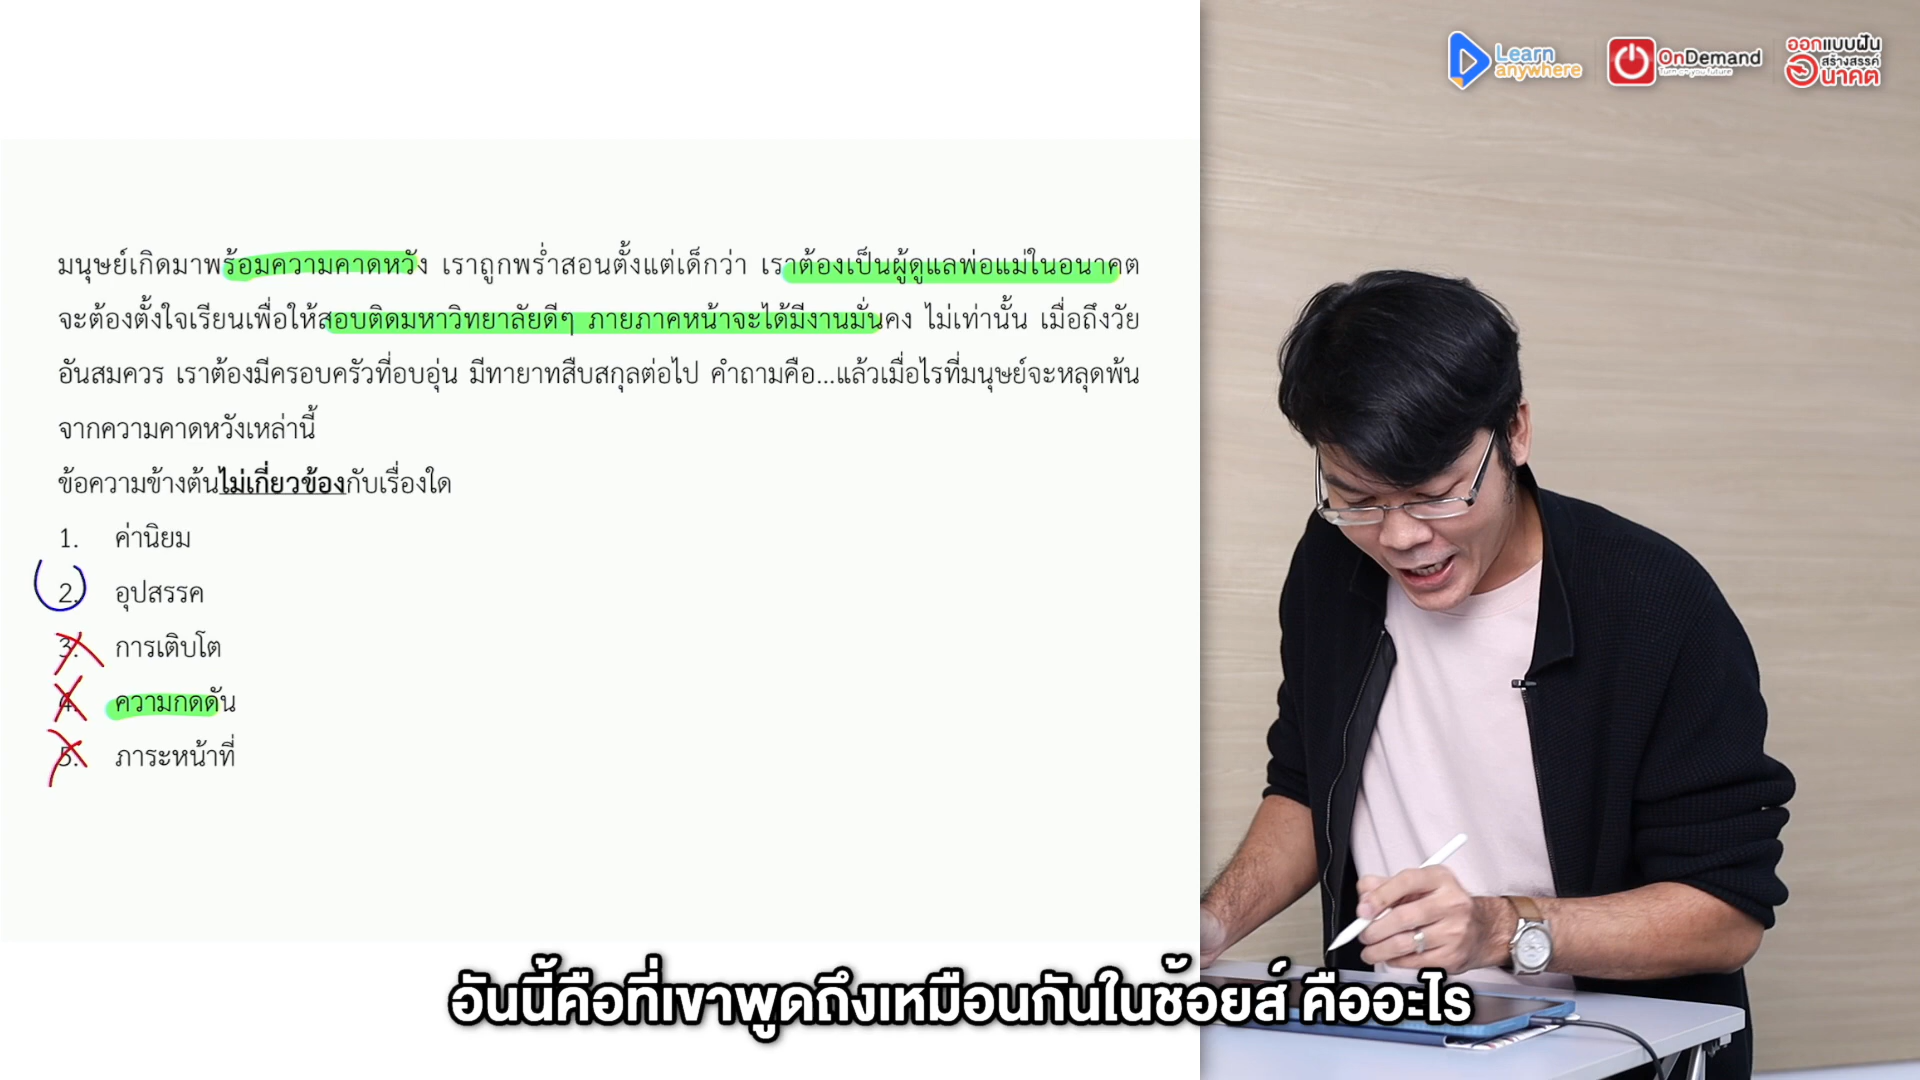 Learn
anywhere
OnDemand
Turn on your future
ออกแบบฝัน
สร้างสรรค์
อนาคต
มนุษย์เกิดมาพร้อมความคาดหวัง เราถูกพร่ำสอนตั้งแต่เด็กว่า เราต้องเป็นผู้ดูแลพ่อแม่ในอนาคต
จะต้องตั้งใจเรียนเพื่อให้สอบติดมหาวิทยาลัยดีๆ ภายภาคหน้าจะได้มีงานมั่นคง ไม่เท่านั้น เมื่อถึงวัย
อันสมควร เราต้องมีครอบครัวที่อบอุ่น มีทายาทสืบสกุลต่อไป คำถามคือ...แล้วเมื่อไรที่มนุษย์จะหลุดพ้น
จากความคาดหวังเหล่านี้
ข้อความข้างต้นไม่เกี่ยวข้องกับเรื่องใด
1. ค่านิยม
2. อุปสรรค
3. การเติบโต
4. ความกดดัน
5. ภาระหน้าที่
อันนี้คือที่เขาพูดถึงเหมือนกันในช้อยส์ คืออะไร